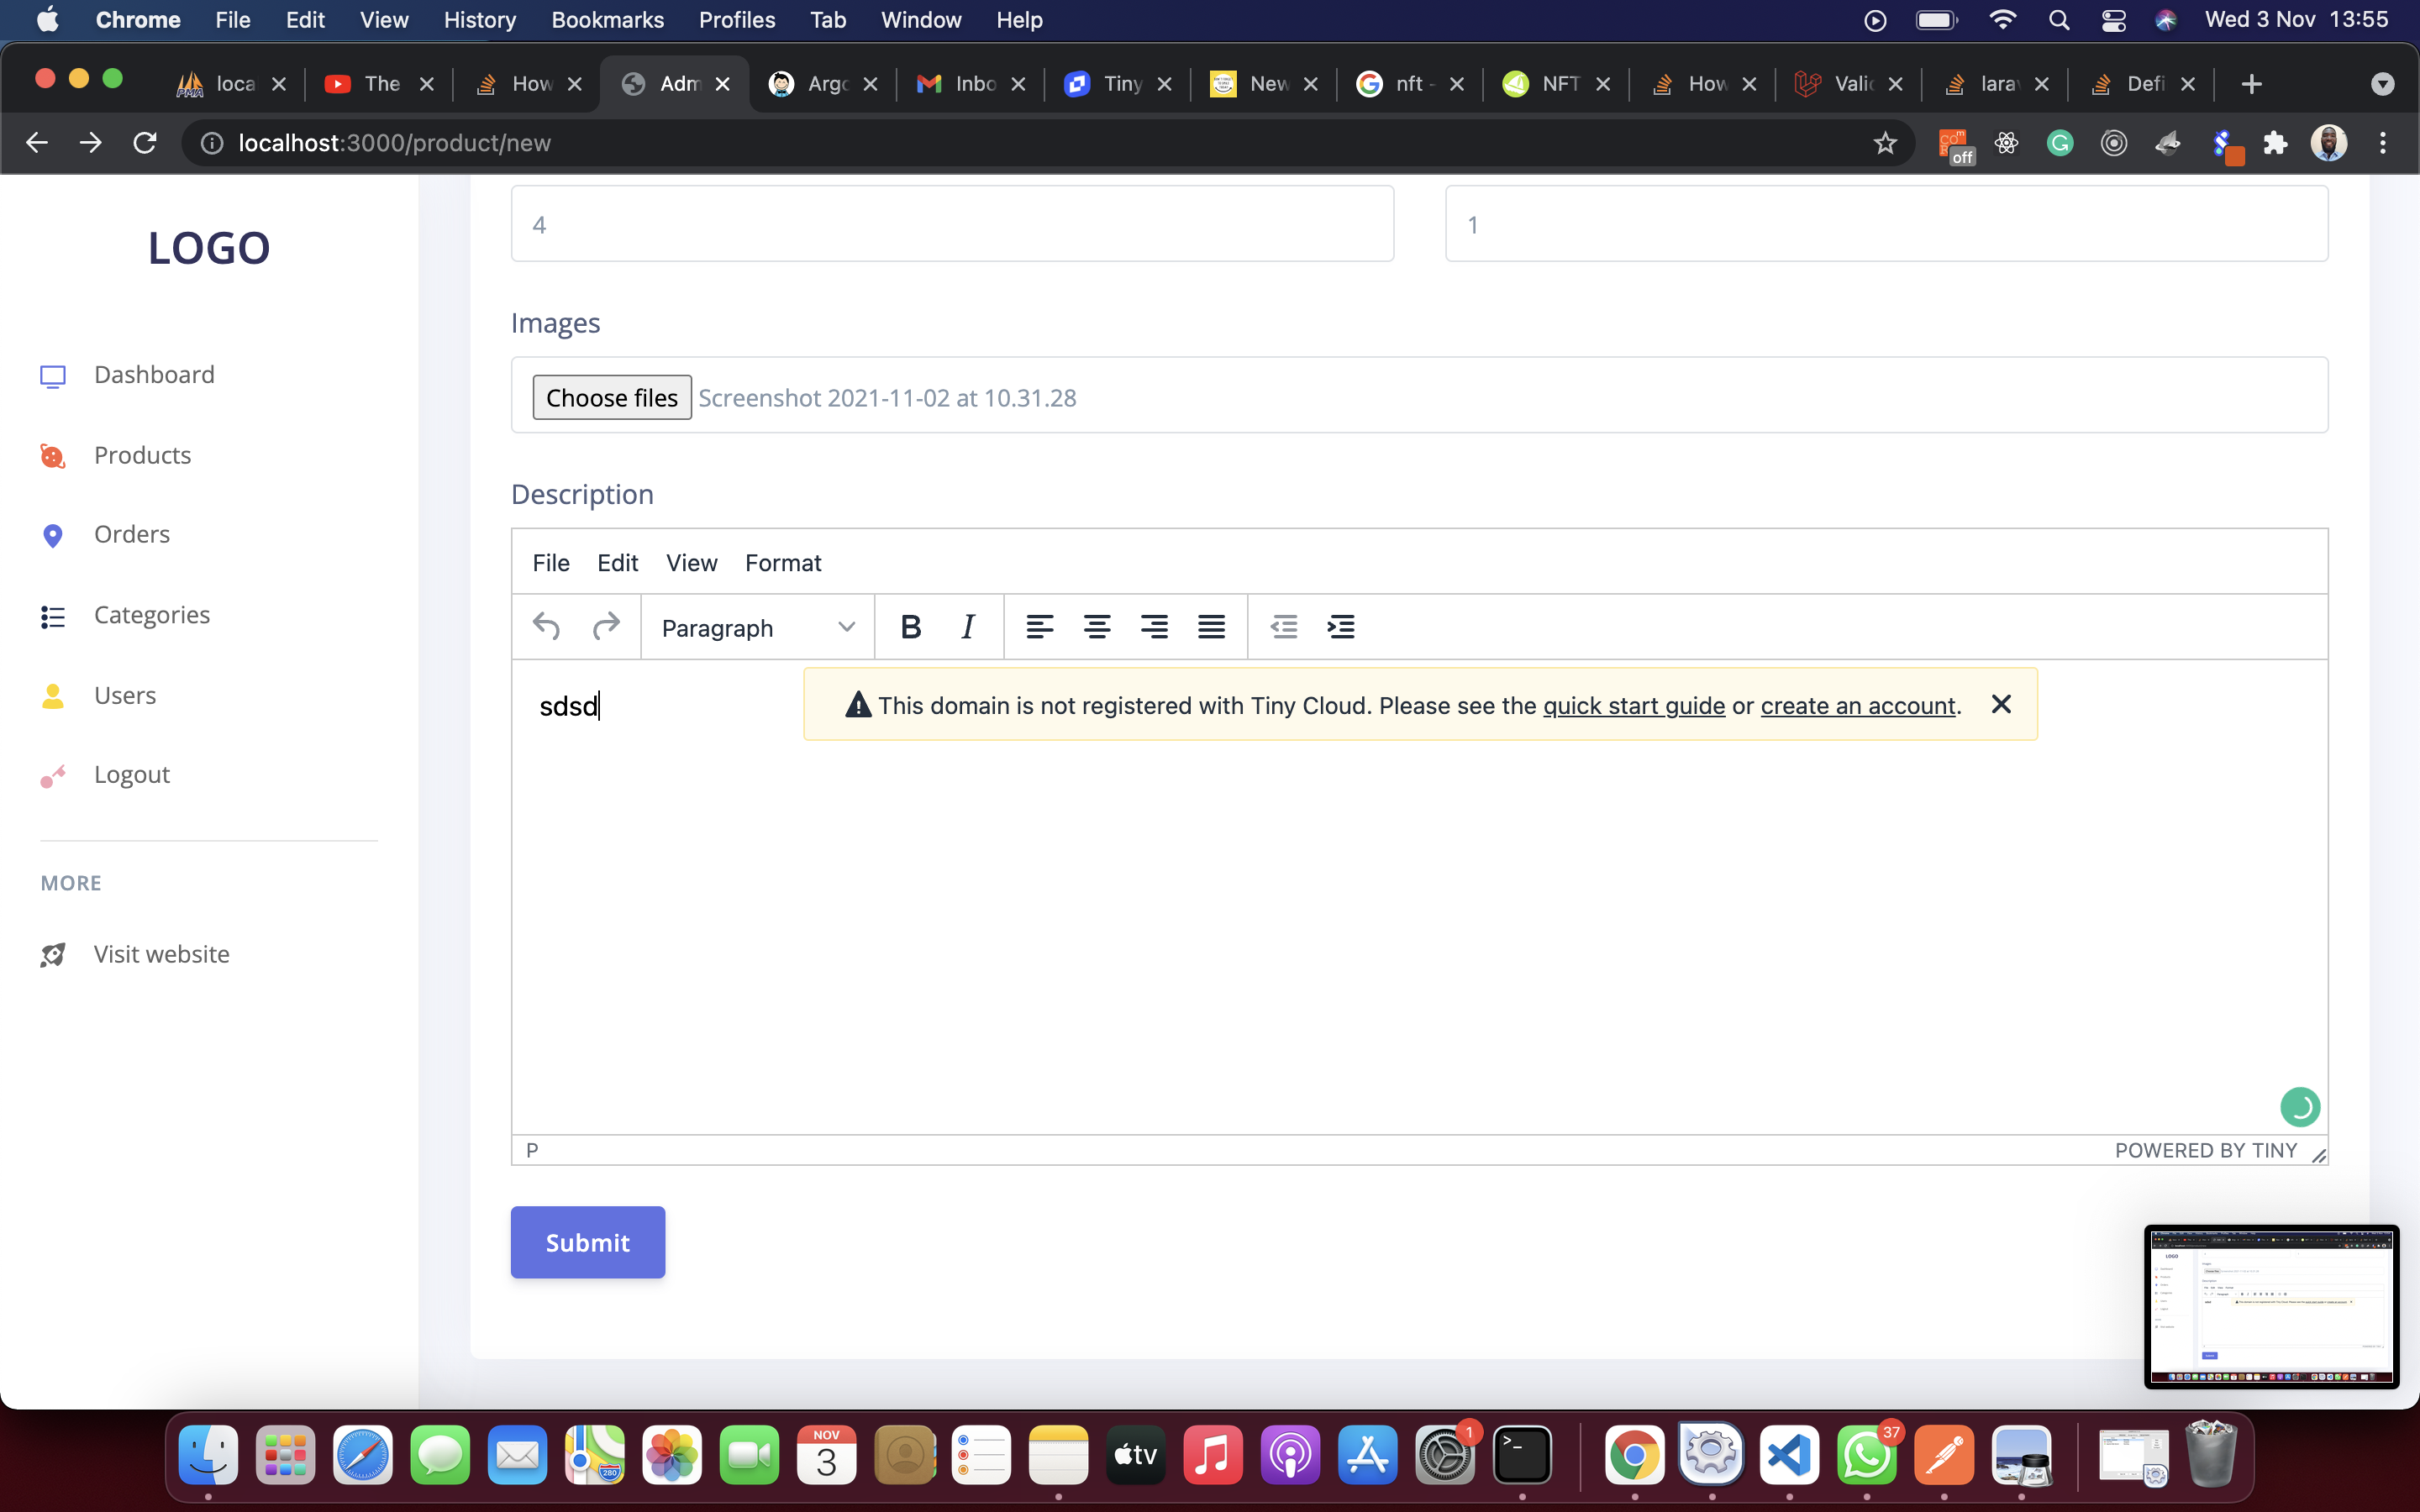 Chrome File Edit View History Bookmarks Profiles Tab Window Help Wed 3 Nov 13:55
loca The How Adm Argo Inbo Tiny New nft - NFT How Valid larav Defi
localhost:3000/product/new
off
LOGO
4 1
Images
Choose files Screenshot 2021-11-02 at 10.31.28
Dashboard
Products
Description
Orders
File Edit View Format
Categories
Paragraph B I
Users
sdsd
This domain is not registered with Tiny Cloud. Please see the quick start guide or create an account.
Logout
MORE
Visit website
P POWERED BY TINY
Submit
NOV
3
280
tv
1
37